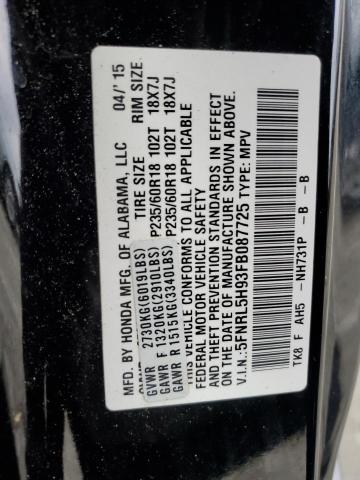 MFD. BY HONDA MFG. OF ALABAMA, LLC 04/' 15
TIRE SIZE RIM SIZE.
GVWR 2730KG(6019LBS)
GAWR F 1320KG(2910LBS) P235/60R18 102T 18X7J
GAWR R 1515KG(3340LBS) P235/60R18 102T 18X7J
THIS VEHICLE CONFORMS TO ALL APPLICABLE
FEDERAL MOTOR VEHICLE SAFETY
AND THEFT PREVENTION STANDARDS IN EFFECT
ON THE DATE OF MANUFACTURE SHOWN ABOVE.
V.I.N.: 5FNRL5H93FB087725 TYPE: MPV
TK8 F AH5 -NH731P -B -B